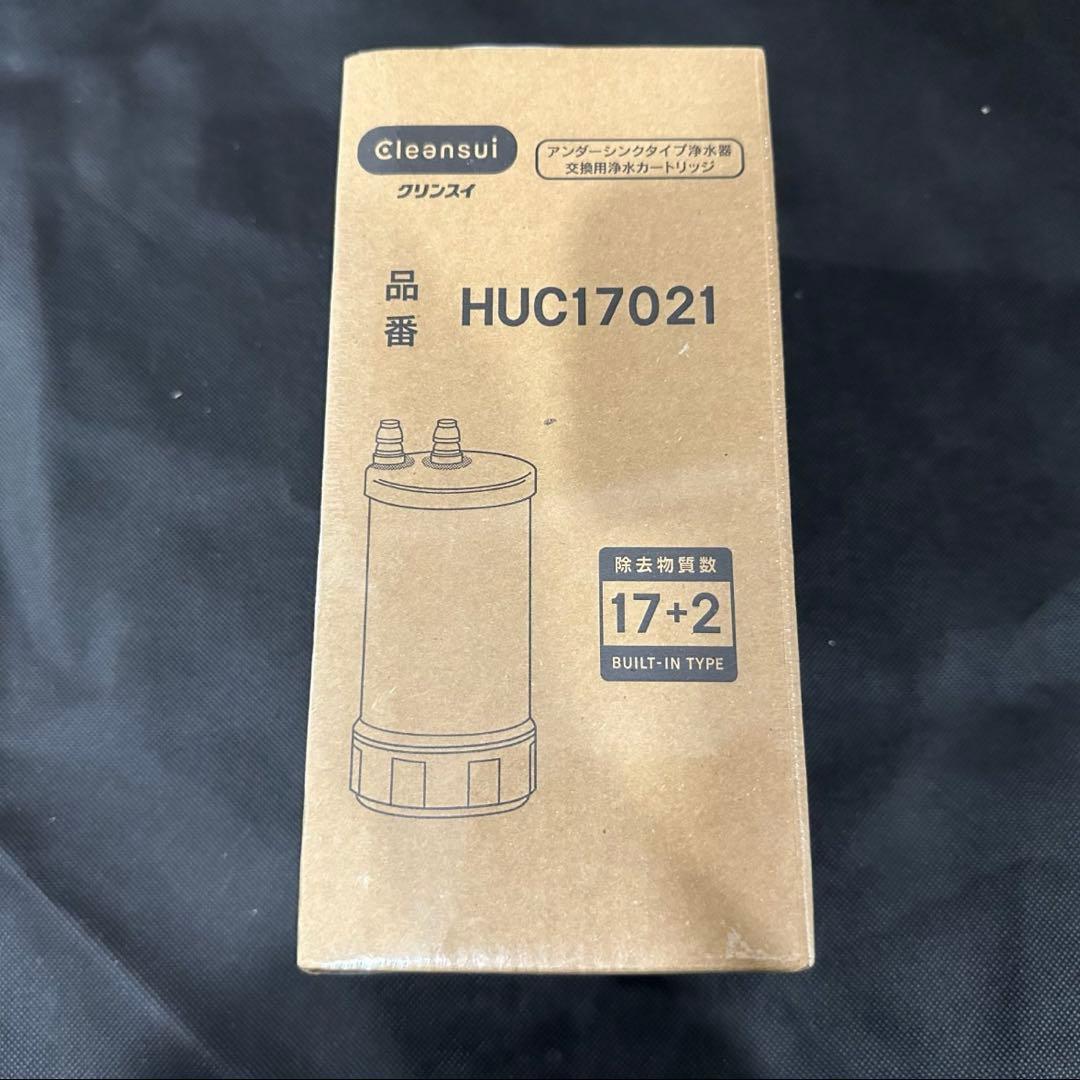 Cleansui
クリンスイ
アンダーシンクタイプ浄水器
交換用浄水カートリッジ
品番
HUC17021
除去物質数
17+2
BUILT-IN TYPE